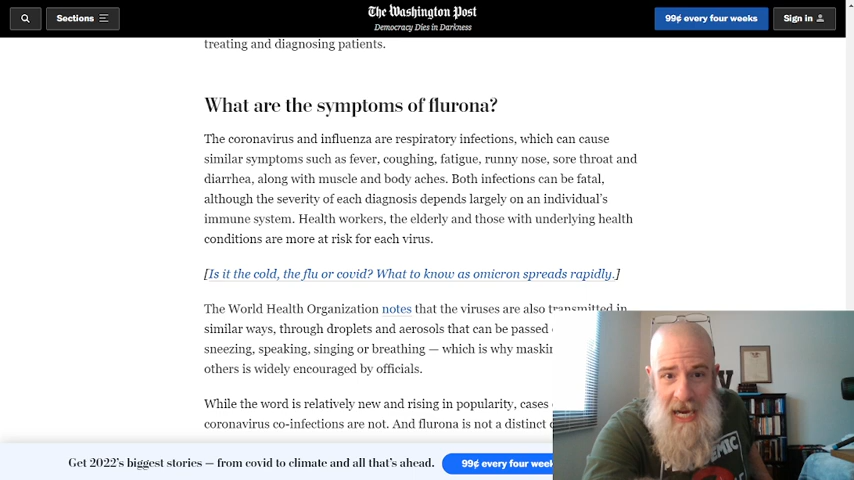 Sections
The Washington Post
Democracy Dies in Darkness
99¢ every four weeks
Sign in
treating and diagnosing patients.
What are the symptoms of flurona?
The coronavirus and influenza are respiratory infections, which can cause
similar symptoms such as fever, coughing, fatigue, runny nose, sore throat and
diarrhea, along with muscle and body aches. Both infections can be fatal,
although the severity of each diagnosis depends largely on an individual's
immune system. Health workers, the elderly and those with underlying health
conditions are more at risk for each virus.
[Is it the cold, the flu or covid? What to know as omicron spreads rapidly.]
The World Health Organization notes that the viruses are also transmitted in
similar ways, through droplets and aerosols that can be passed
sneezing, speaking, singing or breathing — which is why
others is widely encouraged by officials.
While the word is relatively new and rising in popularity, cases
coronavirus co-infections are not. And flurona is not a distinct
Get 2022's biggest stories — from covid to climate and all that's ahead.
99¢ every four